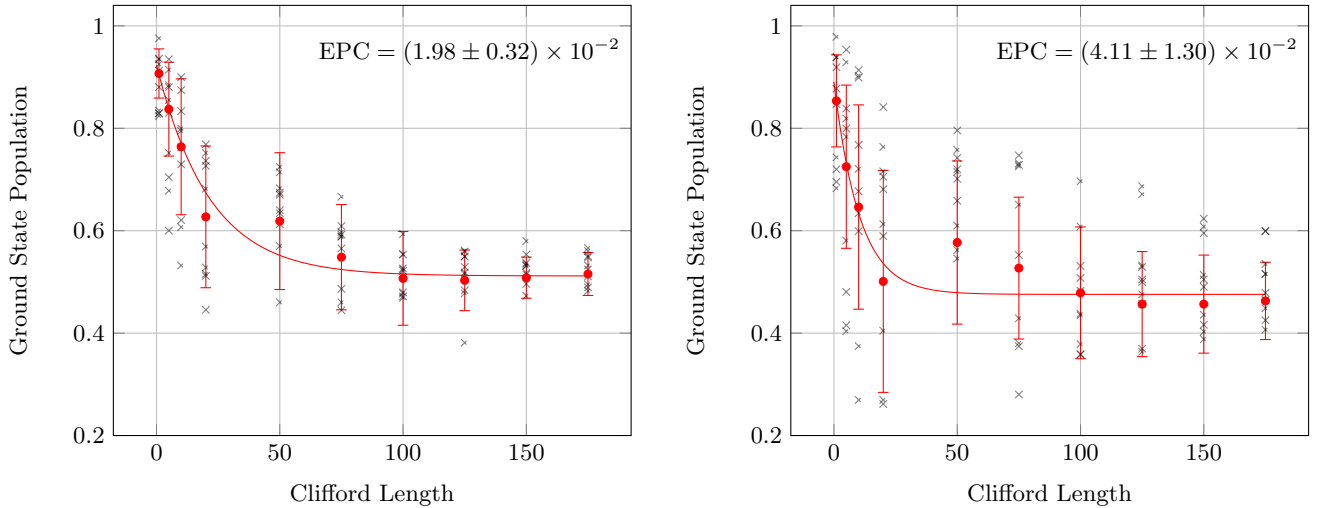 EPC = (1.98 ± 0.32) × 10⁻²
1
0.8
0.6
0.4
0.2
0 50 100 150
Ground State Population
Clifford Length
EPC = (4.11 ± 1.30) × 10⁻²
1
0.8
0.6
0.4
0.2
0 50 100 150
Ground State Population
Clifford Length